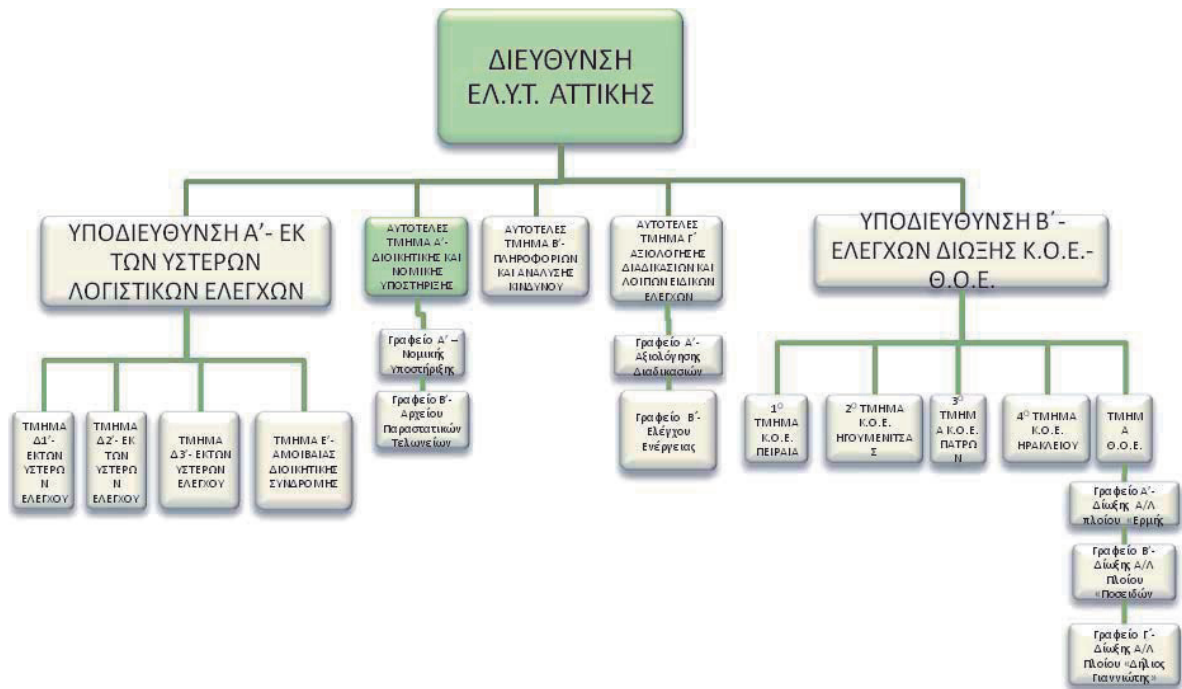 ΔΙΕΥΘΥΝΣΗ
ΕΛ.Υ.Τ. ΑΤΤΙΚΗΣ
ΥΠΟΔΙΕΥΘΥΝΣΗ Α΄- ΕΚ
ΤΩΝ ΥΣΤΕΡΩΝ
ΛΟΓΙΣΤΙΚΩΝ ΕΛΕΓΧΩΝ
ΑΥΤΟΤΕΛΕΣ
ΤΜΗΜΑ Α΄-
ΔΙΟΙΚΗΤΙΚΗΣ ΚΑΙ
ΝΟΜΙΚΗΣ
ΥΠΟΣΤΗΡΙΞΗΣ
ΑΥΤΟΤΕΛΕΣ
ΤΜΗΜΑ Β΄-
ΠΛΗΡΟΦΟΡΙΩΝ
ΚΑΙ ΑΝΑΛΥΣΗΣ
ΚΙΝΔΥΝΟΥ
ΑΥΤΟΤΕΛΕΣ
ΤΜΗΜΑ Γ΄
ΑΞΙΟΛΟΓΗΣΗΣ
ΔΙΑΔΙΚΑΣΙΩΝ ΚΑΙ
ΛΟΙΠΩΝ ΕΙΔΙΚΩΝ
ΕΛΕΓΧΩΝ
ΥΠΟΔΙΕΥΘΥΝΣΗ Β΄-
ΕΛΕΓΧΩΝ ΔΙΩΞΗΣ Κ.Ο.Ε.-
Θ.Ο.Ε.
Γραφείο Α΄ –
Νομικής
Υποστήριξης
Γραφείο Β΄-
Αρχείου
Παραστατικών
Τελωνείων
Γραφείο Α΄-
Αξιολόγησης
Διαδικασιών
Γραφείο Β΄-
Ελέγχου
Ενέργειας
ΤΜΗΜΑ
Δ1΄-
ΕΚΤΩΝ
ΥΣΤΕΡΩ
Ν
ΕΛΕΓΧΟΥ
ΤΜΗΜΑ
Δ2΄- ΕΚ
ΤΩΝ
ΥΣΤΕΡΩ
Ν
ΕΛΕΓΧΟΥ
ΤΜΗΜΑ
Δ3΄- ΕΚΤΩΝ
ΥΣΤΕΡΩΝ
ΕΛΕΓΧΟΥ
ΤΜΗΜΑ Ε΄-
ΑΜΟΙΒΑΙΑΣ
ΔΙΟΙΚΗΤΙΚΗΣ
ΣΥΝΔΡΟΜΗΣ
1Ο
ΤΜΗΜΑ
Κ.Ο.Ε.
ΠΕΙΡΑΙΑ
2Ο ΤΜΗΜΑ
Κ.Ο.Ε.
ΗΓΟΥΜΕΝΙΤΣΑ
Σ
3Ο
ΤΜΗΜ
Α Κ.Ο.Ε.
ΠΑΤΡΩ
Ν
4Ο ΤΜΗΜΑ
Κ.Ο.Ε.
ΗΡΑΚΛΕΙΟΥ
ΤΜΗΜ
Α
Θ.Ο.Ε.
Γραφείο Α΄-
Δίωξης Α/Λ
πλοίου «Ερμής
Γραφείο Β΄-
Δίωξης Α/Λ
Πλοίου
«Ποσειδών
Γραφείο Γ΄-
Δίωξης Α/Λ
Πλοίου «Δήλιος
Γιαννιώτης»